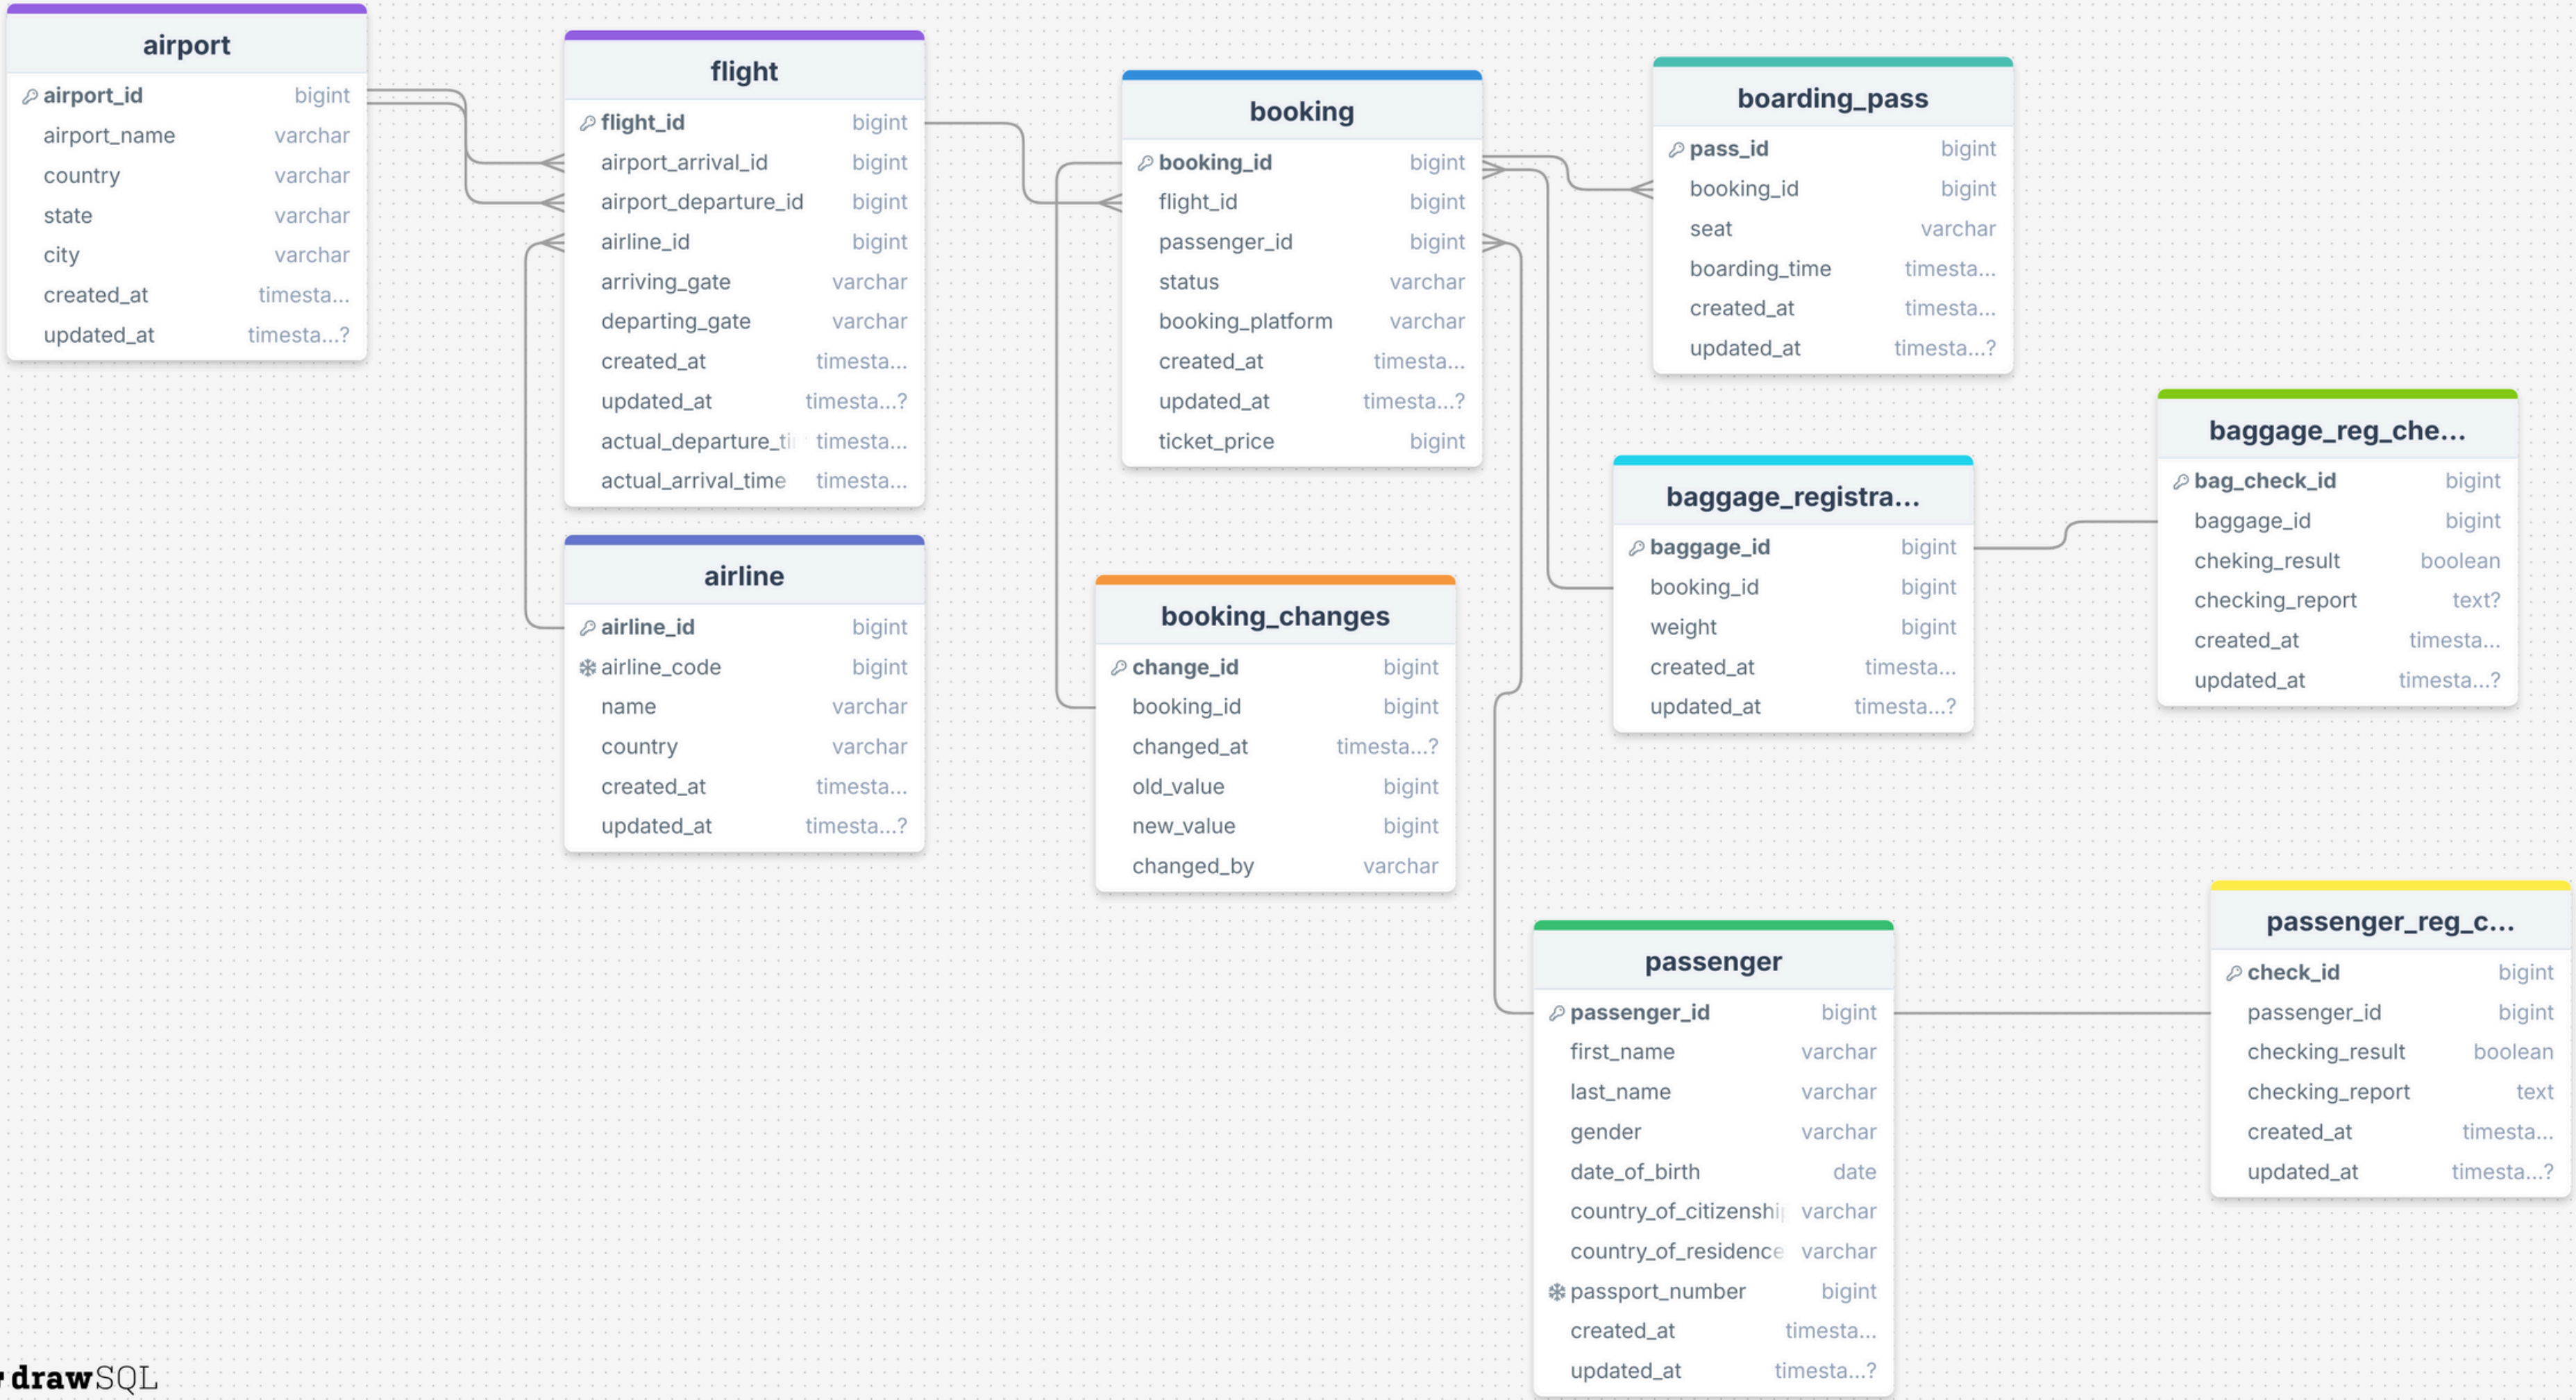 airport
airport_id bigint
airport_name varchar
country varchar
state varchar
city varchar
created_at timesta...
updated_at timesta...?
flight
flight_id bigint
airport_arrival_id bigint
airport_departure_id bigint
airline_id bigint
arriving_gate varchar
departing_gate varchar
created_at timesta...
updated_at timesta...?
actual_departure_ti timesta...
actual_arrival_time timesta...
airline
airline_id bigint
airline_code bigint
name varchar
country varchar
created_at timesta...
updated_at timesta...?
booking
booking_id bigint
flight_id bigint
passenger_id bigint
status varchar
booking_platform varchar
created_at timesta...
updated_at timesta...?
ticket_price bigint
booking_changes
change_id bigint
booking_id bigint
changed_at timesta...?
old_value bigint
new_value bigint
changed_by varchar
boarding_pass
pass_id bigint
booking_id bigint
seat varchar
boarding_time timesta...
created_at timesta...
updated_at timesta...?
baggage_registra...
baggage_id bigint
booking_id bigint
weight bigint
created_at timesta...
updated_at timesta...?
baggage_reg_che...
bag_check_id bigint
baggage_id bigint
cheking_result boolean
checking_report text?
created_at timesta...
updated_at timesta...?
passenger
passenger_id bigint
first_name varchar
last_name varchar
gender varchar
date_of_birth date
country_of_citizenship varchar
country_of_residence varchar
passport_number bigint
created_at timesta...
updated_at timesta...?
passenger_reg_c...
check_id bigint
passenger_id bigint
checking_result boolean
checking_report text
created_at timesta...
updated_at timesta...?
drawSQL